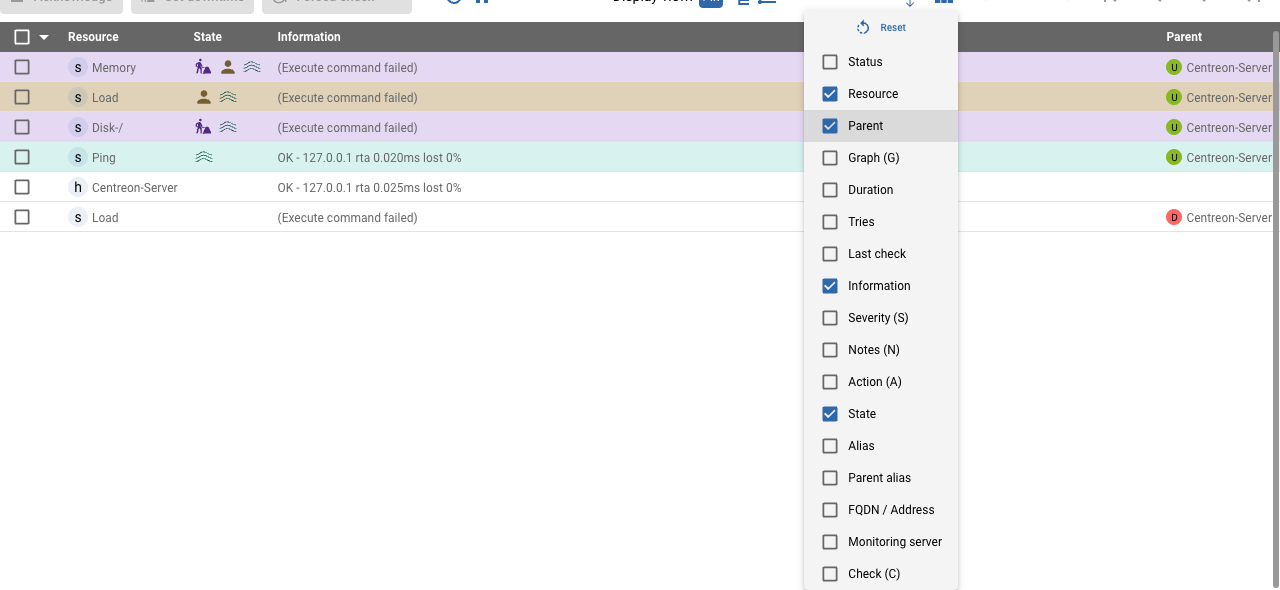 Resource State Information Parent
Reset
s Memory (Execute command failed) U Centreon-Server
s Load (Execute command failed) U Centreon-Server
s Disk-/ (Execute command failed) U Centreon-Server
s Ping OK - 127.0.0.1 rta 0.020ms lost 0% U Centreon-Server
h Centreon-Server OK - 127.0.0.1 rta 0.025ms lost 0%
s Load (Execute command failed) D Centreon-Server
Status
Resource
Parent
Graph (G)
Duration
Tries
Last check
Information
Severity (S)
Notes (N)
Action (A)
State
Alias
Parent alias
FQDN / Address
Monitoring server
Check (C)